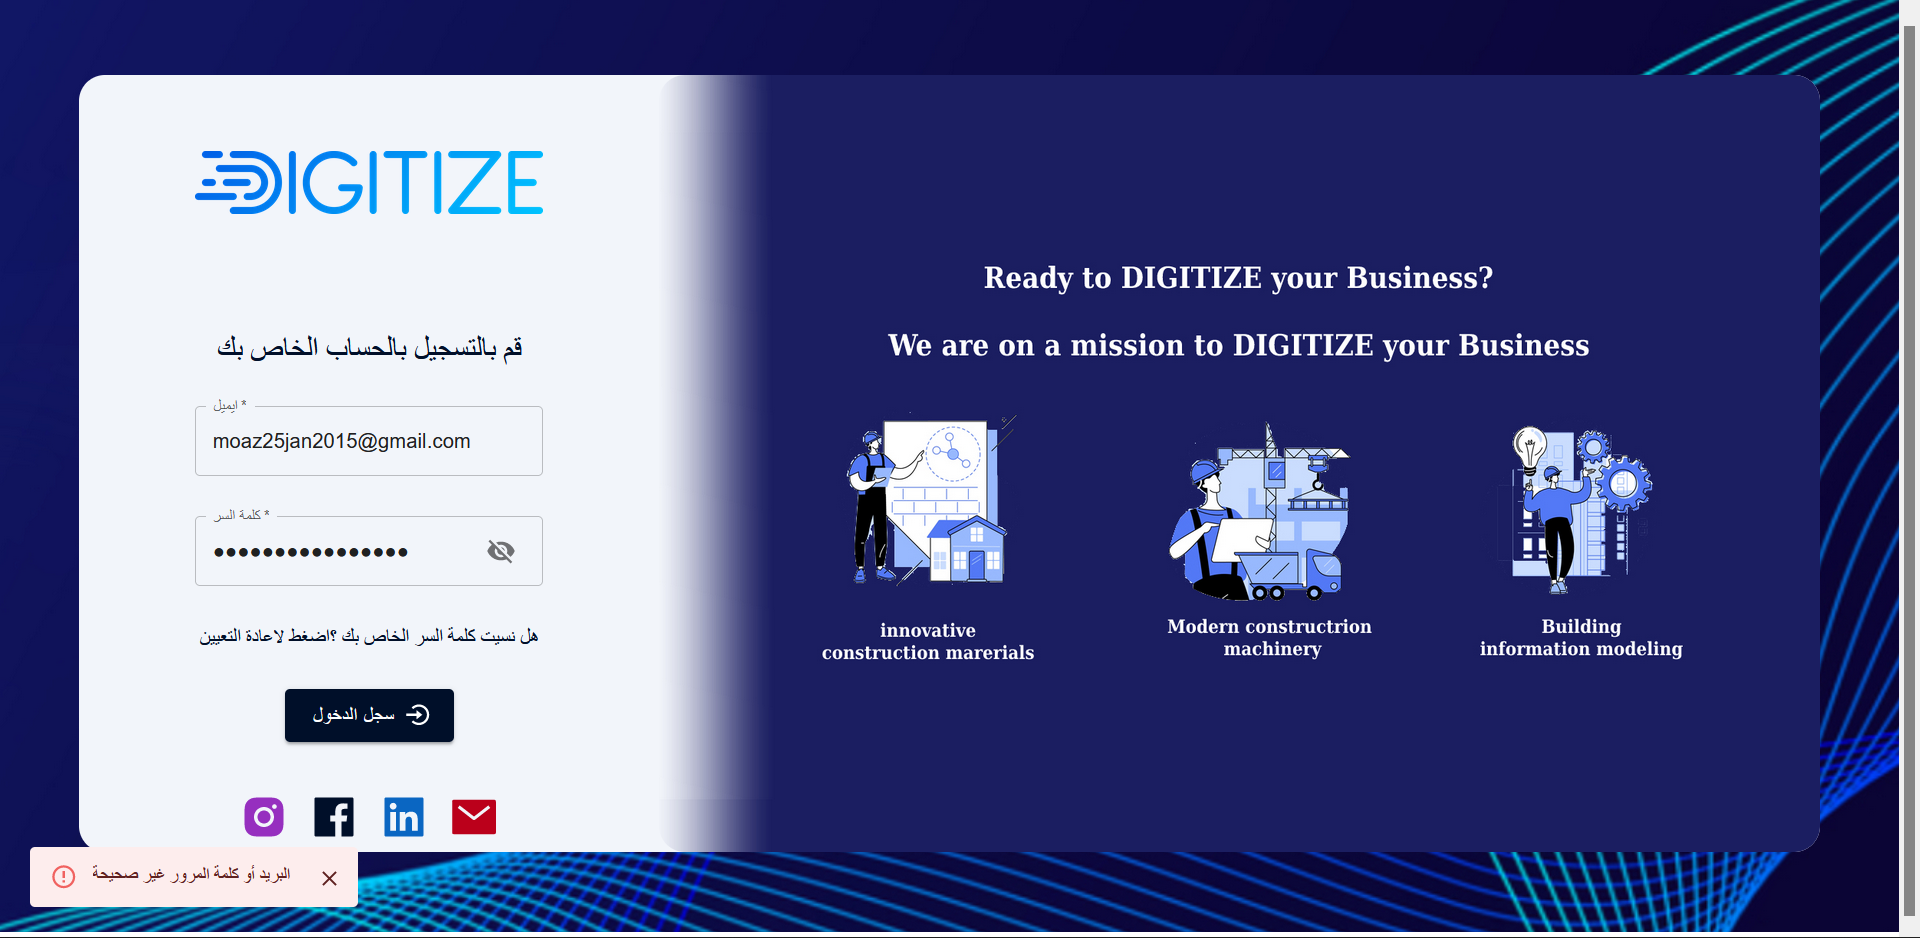 DIGITIZE
قم بالتسجيل بالحساب الخاص بك
ايميل *
moaz25jan2015@gmail.com
كلمة السر *
هل نسيت كلمة السر الخاص بك ؟اضغط لاعادة التعيين
سجل الدخول
in
البريد أو كلمة المرور غير صحيحة
Ready to DIGITIZE your Business?
We are on a mission to DIGITIZE your Business
innovative
construction marerials
Modern constructrion
machinery
Building
information modeling